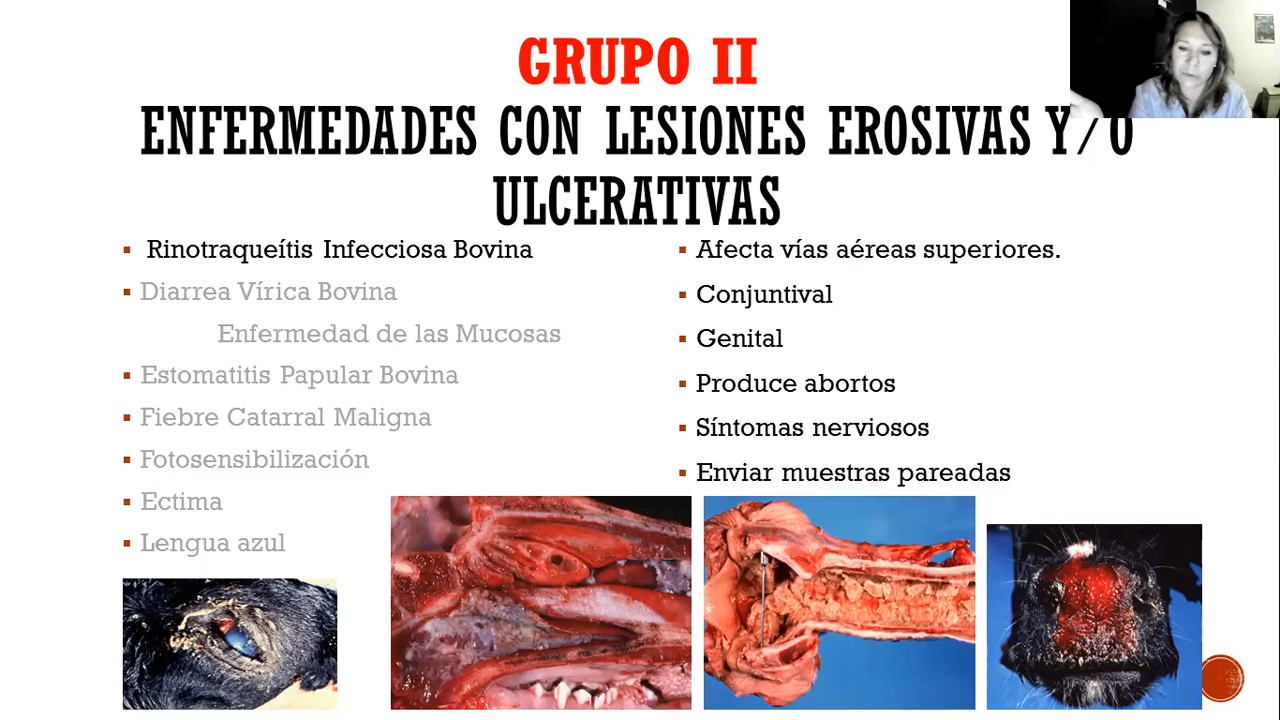 GRUPO II
ENFERMEDADES CON LESIONES EROSIVAS Y/O
ULCERATIVAS
Rinotraqueítis Infecciosa Bovina
Diarrea Vírica Bovina
Enfermedad de las Mucosas
Estomatitis Papular Bovina
Fiebre Catarral Maligna
Fotosensibilización
Ectima
Lengua azul
Afecta vías aéreas superiores.
Conjuntival
Genital
Produce abortos
Síntomas nerviosos
Enviar muestras pareadas